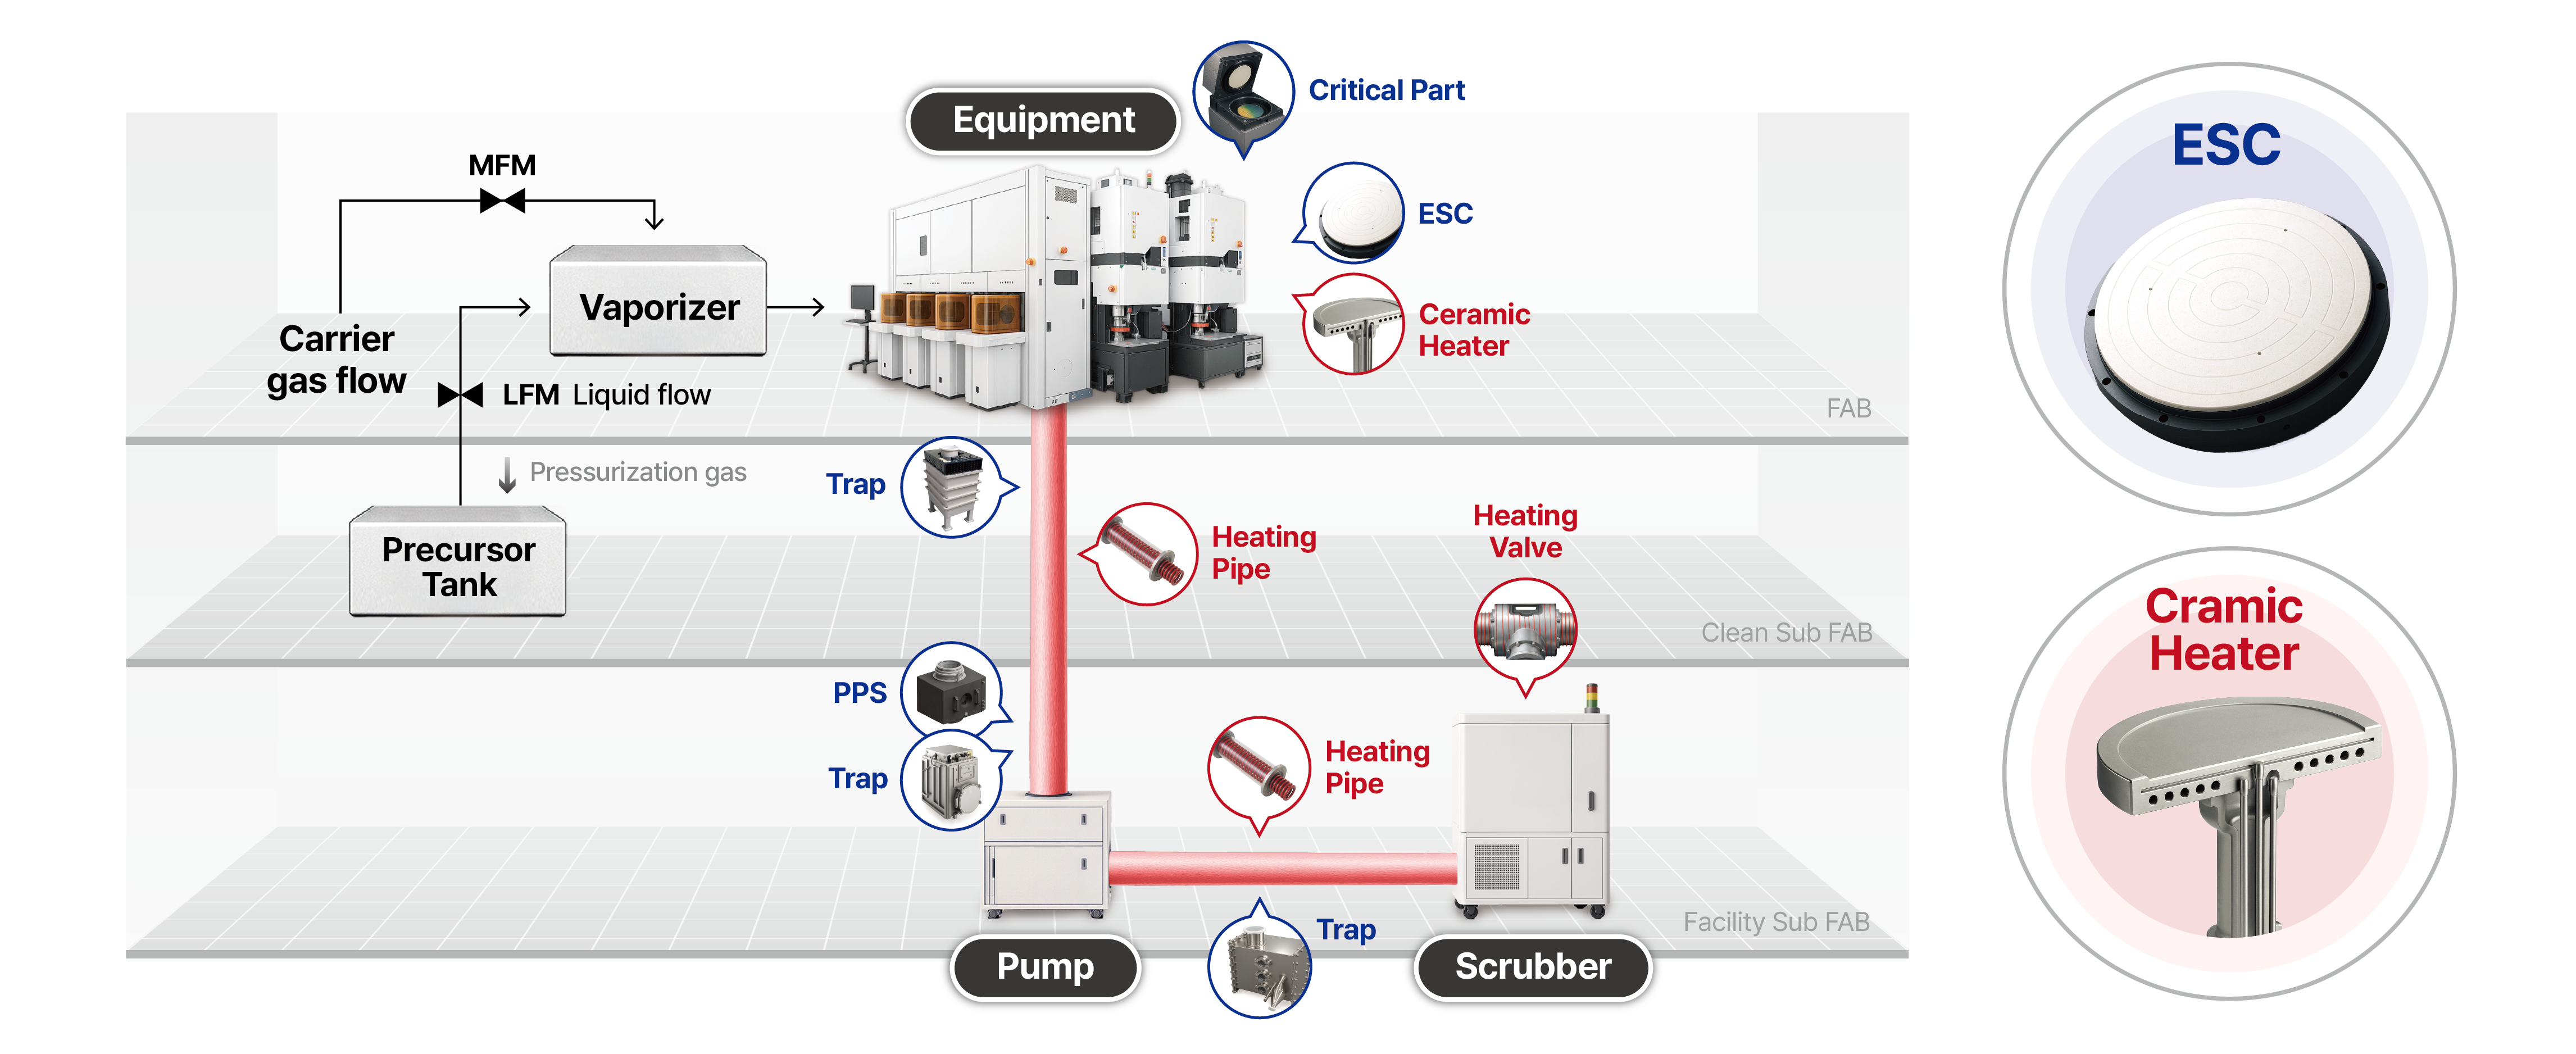 Equipment
Critical Part
MFM
ESC
Vaporizer
Ceramic
Heater
Carrier
gas flow
LFM Liquid flow
FAB
Pressurization gas
Trap
Precursor
Tank
Heating
Pipe
Heating
Valve
Clean Sub FAB
PPS
Trap
Heating
Pipe
Trap
Facility Sub FAB
Pump
Scrubber
ESC
Cramic
Heater